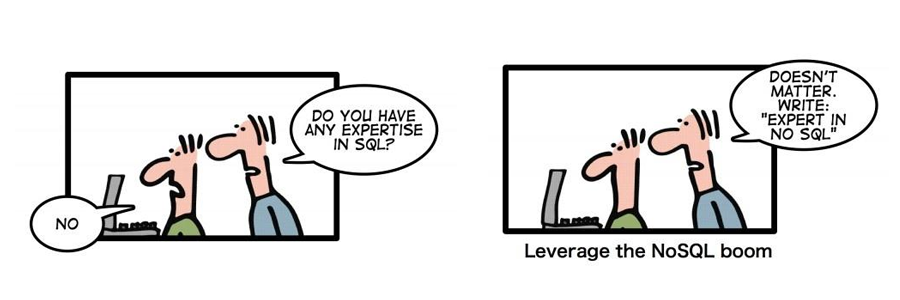 DO YOU HAVE
ANY EXPERTISE
IN SQL?
NO
DOESN'T
MATTER.
WRITE:
"EXPERT IN
NO SQL"
Leverage the NoSQL boom